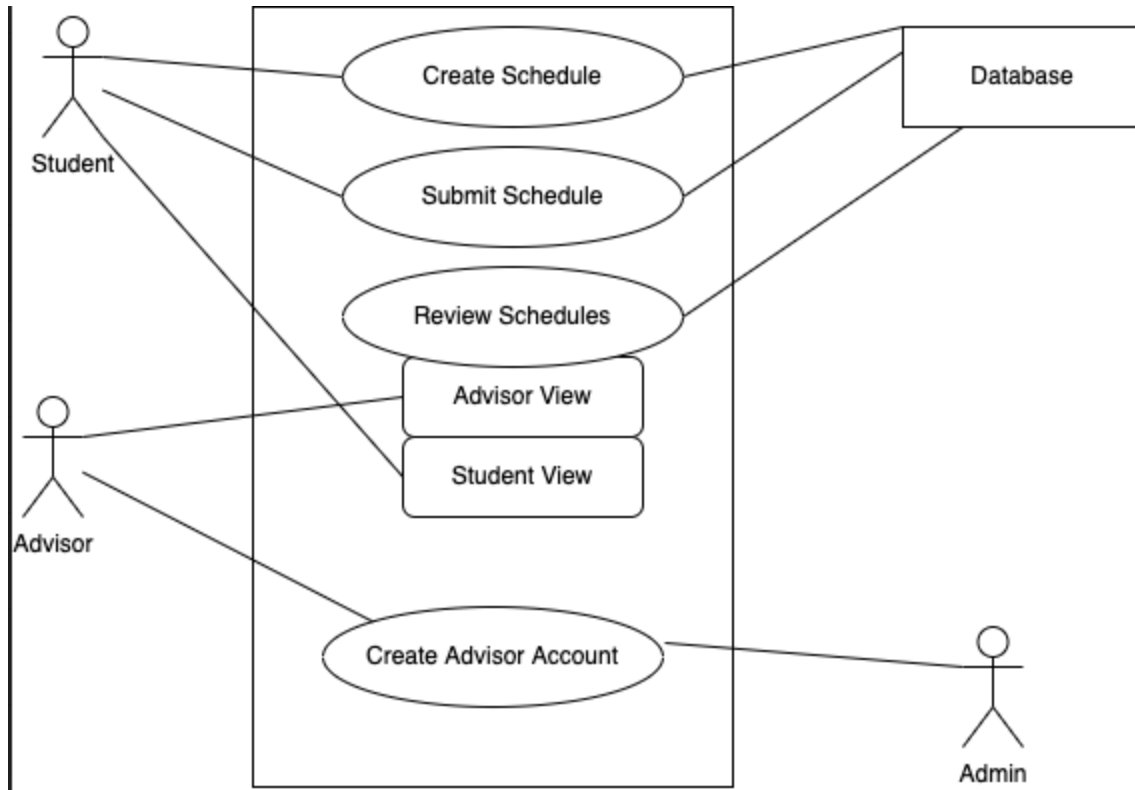 Create Schedule
Database
Student
Submit Schedule
Review Schedules
Advisor View
Student View
Advisor
Create Advisor Account
Admin